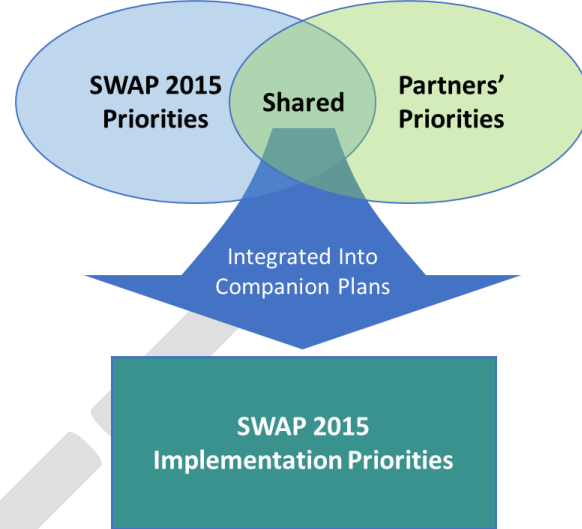 SWAP 2015
Priorities
Shared
Partners’
Priorities
Integrated Into
Companion Plans
SWAP 2015
Implementation Priorities